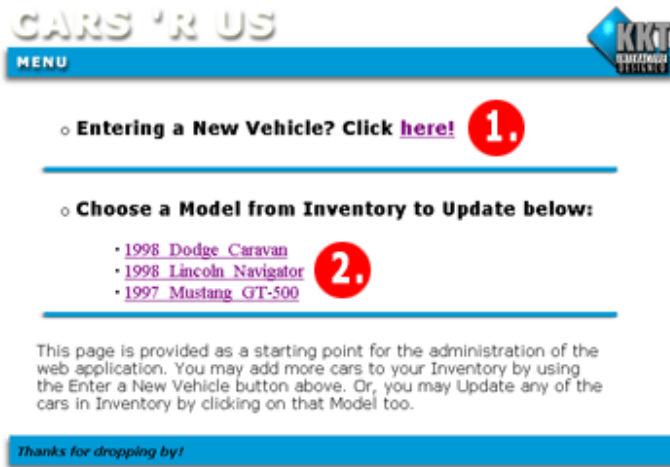 CARS 'R US
KKT
MENU
Entering a New Vehicle? Click here!
1.
Choose a Model from Inventory to Update below:
1998 Dodge Caravan
1998 Lincoln Navigator
2.
1997 Mustang GT-500
This page is provided as a starting point for the administration of the
web application. You may add more cars to your Inventory by using
the Enter a New Vehicle button above. Or, you may Update any of the
cars in Inventory by clicking on that Model too.
Thanks for dropping by!